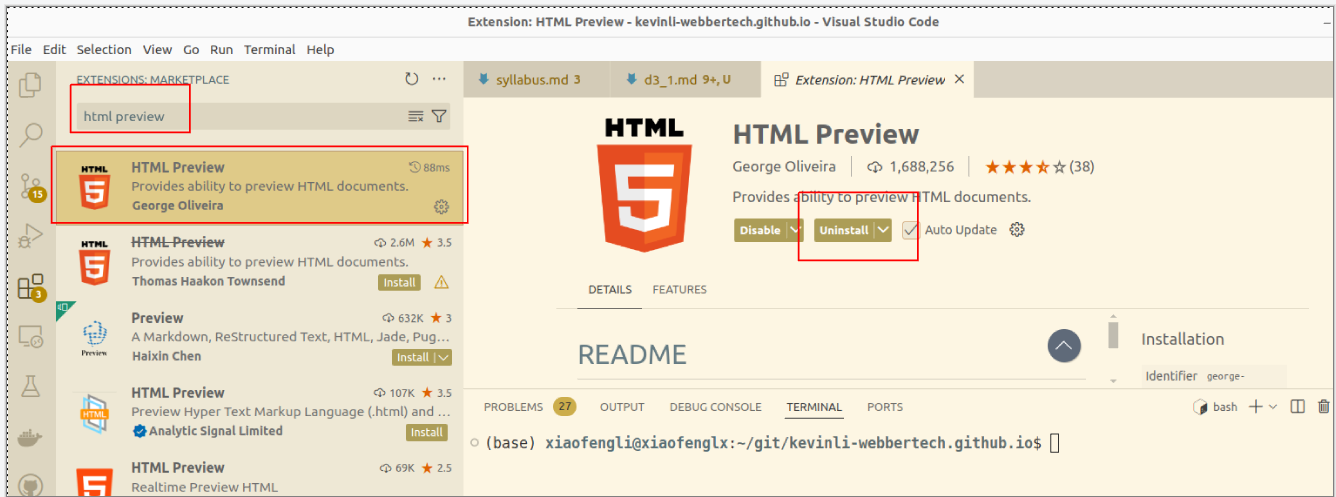 Extension: HTML Preview - kevinli-webbertech.github.io - Visual Studio Code
File Edit Selection View Go Run Terminal Help
EXTENSIONS: MARKETPLACE
html preview
HTML
5
HTML Preview
88ms
Provides ability to preview HTML documents.
George Oliveira
15
HTML
5
HTML Preview
2.6M 3.5
Provides ability to preview HTML documents.
Thomas Haakon Townsend
Install
3
Preview
Preview
632K 3
A Markdown, ReStructured Text, HTML, Jade, Pug...
Haixin Chen
Install
HTML
HTML Preview
107K 3.5
Preview Hyper Text Markup Language (.html) and ...
Analytic Signal Limited
Install
HTML
5
HTML Preview
69K 2.5
Realtime Preview HTML
syllabus.md 3
d3_1.md 9+, U
Extension: HTML Preview
HTML
5
HTML Preview
George Oliveira 1,688,256 (38)
Provides ability to preview HTML documents.
Disable Uninstall Auto Update
DETAILS FEATURES
README
Installation
Identifier george-
PROBLEMS 27 OUTPUT DEBUG CONSOLE TERMINAL PORTS
bash
(base) xiaofengli@xiaofenglx:~/git/kevinli-webbertech.github.io$